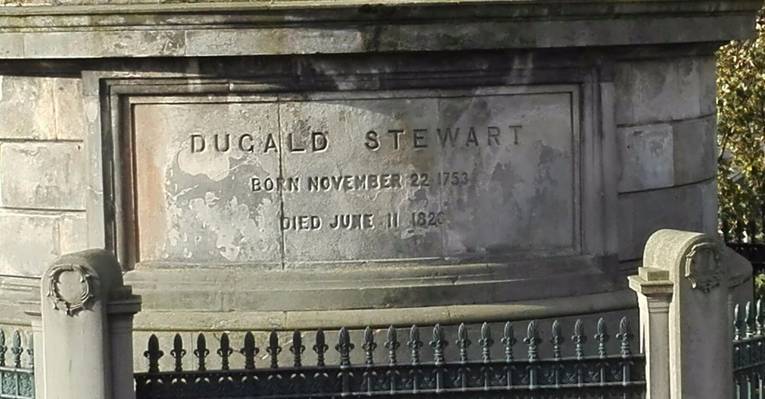 DUGALD STEWART
BORN NOVEMBER 22 1753
DIED JUNE 11 1828